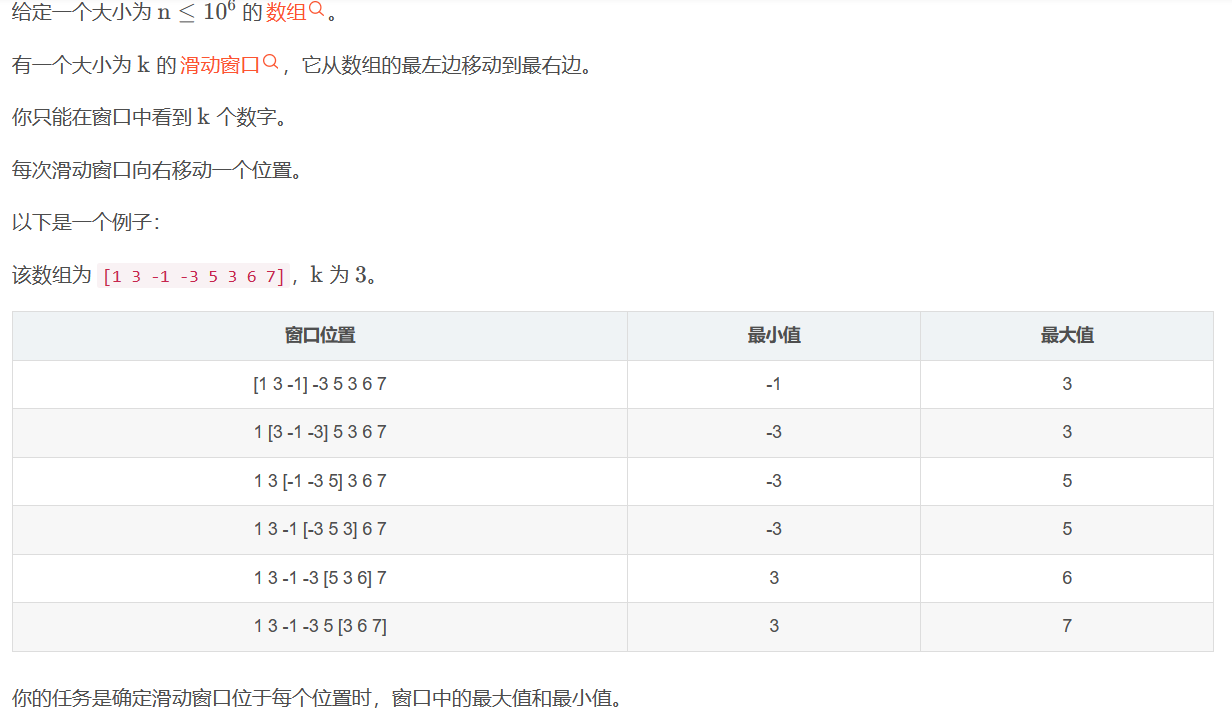 给定一个大小为 n ≤ 10⁶ 的数组。
有一个大小为 k 的滑动窗口，它从数组的最左边移动到最右边。
你只能在窗口中看到 k 个数字。
每次滑动窗口向右移动一个位置。
以下是一个例子：
该数组为 [1 3 -1 -3 5 3 6 7]，k 为 3。
窗口位置 最小值 最大值
[1 3 -1] -3 5 3 6 7 -1 3
1 [3 -1 -3] 5 3 6 7 -3 3
1 3 [-1 -3 5] 3 6 7 -3 5
1 3 -1 [-3 5 3] 6 7 -3 5
1 3 -1 -3 [5 3 6] 7 3 6
1 3 -1 -3 5 [3 6 7] 3 7
你的任务是确定滑动窗口位于每个位置时，窗口中的最大值和最小值。